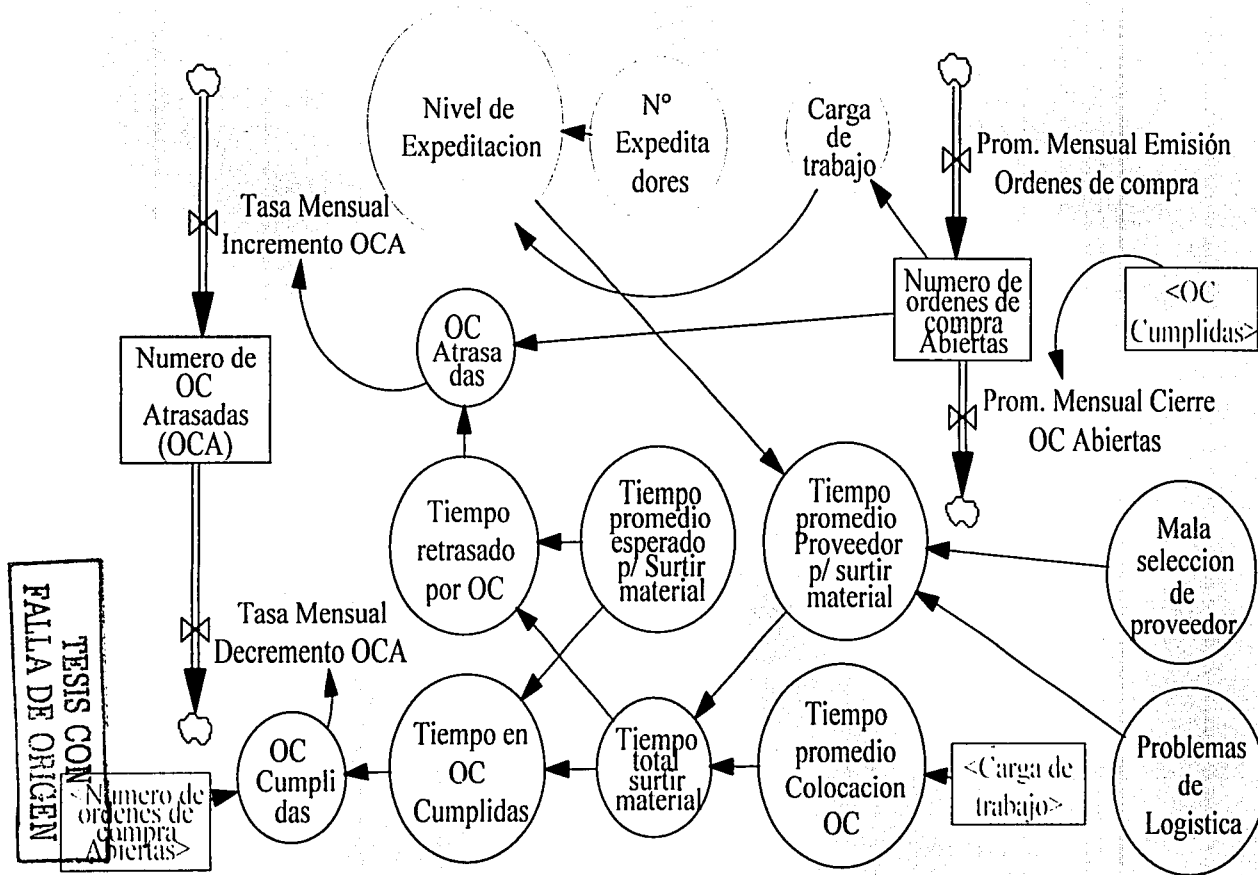 Nivel de
Expeditacion
Nº
Expedita
dores
Carga
de
trabajo
Prom. Mensual Emisión
Ordenes de compra
Tasa Mensual
Incremento OCA
Numero de
ordenes de
compra
Abiertas
<OC
Cumplidas>
OC
Atrasa
das
Numero de
OC
Atrasadas
(OCA)
Prom. Mensual Cierre
OC Abiertas
Tiempo
retrasado
por OC
Tiempo
promedio
esperado
p/ Surtir
material
Tiempo
promedio
Proveedor
p/ surtir
material
Mala
seleccion
de
proveedor
Tasa Mensual
Decremento OCA
TESIS CON
FALLA DE ORIGEN
<Numero de
ordenes de
compra
Abiertas>
OC
Cumpli
das
Tiempo en
OC
Cumplidas
Tiempo
total
surtir
material
Tiempo
promedio
Colocacion
OC
<Carga de
trabajo>
Problemas
de
Logistica